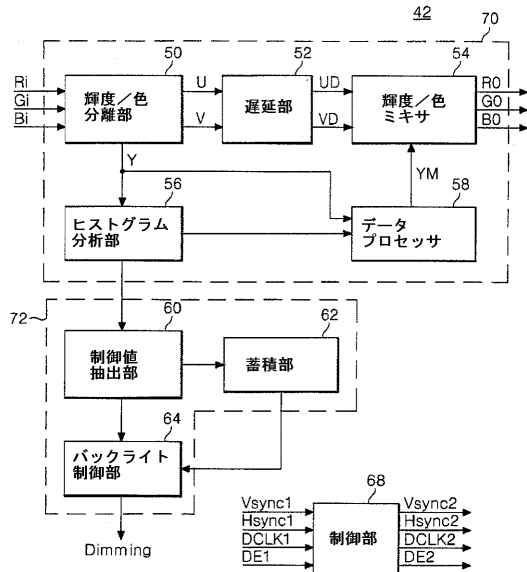 42
70
50
52
54
Ri
Gi
Bi
輝度／色
分離部
U
V
遅延部
UD
VD
輝度／色
ミキサ
R0
G0
B0
Y
YM
56
58
ヒストグラム
分析部
データ
プロセッサ
72
60
62
制御値
抽出部
蓄積部
64
バックライト
制御部
68
Vsync1
Hsync1
DCLK1
DE1
制御部
Vsync2
Hsync2
DCLK2
DE2
Dimming